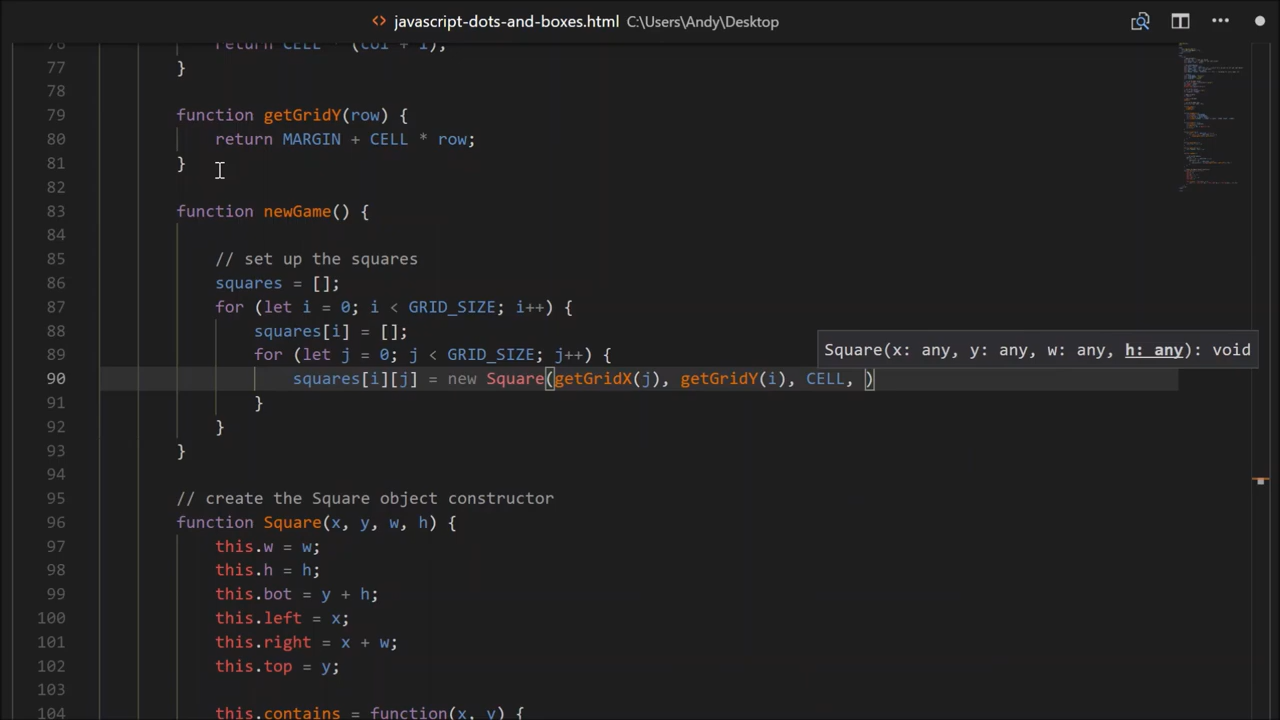 javascript-dots-and-boxes.html C:\Users\Andy\Desktop
76 return CELL * (col + 1);
77 }
78
79 function getGridY(row) {
80 return MARGIN + CELL * row;
81 }
82
83 function newGame() {
84
85 // set up the squares
86 squares = [];
87 for (let i = 0; i < GRID_SIZE; i++) {
88 squares[i] = [];
89 for (let j = 0; j < GRID_SIZE; j++) {
Square(x: any, y: any, w: any, h: any): void
90 squares[i][j] = new Square(getGridX(j), getGridY(i), CELL, )
91 }
92 }
93 }
94
95 // create the Square object constructor
96 function Square(x, y, w, h) {
97 this.w = w;
98 this.h = h;
99 this.bot = y + h;
100 this.left = x;
101 this.right = x + w;
102 this.top = y;
103
104 this.contains = function(x, y) {